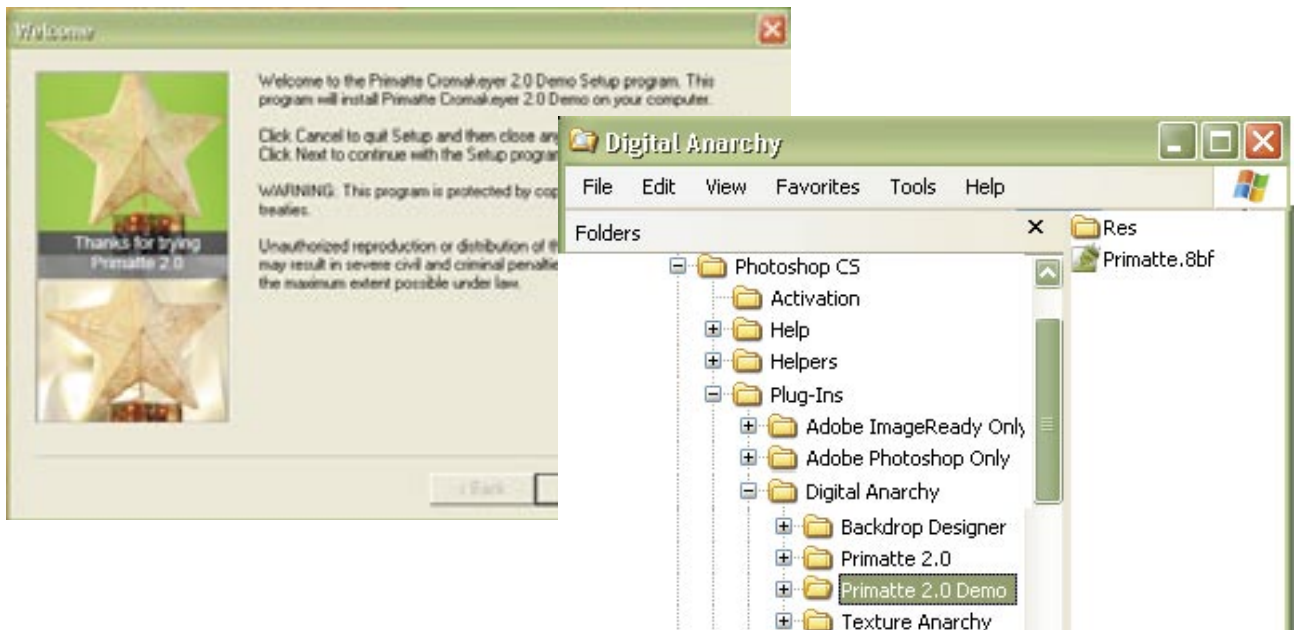 Welcome
Welcome to the Primatte Cromakeyer 2.0 Demo Setup program. This
program will install Primatte Cromakeyer 2.0 Demo on your computer.
Click Cancel to quit Setup and then close any
Click Next to continue with the Setup program
WARNING: This program is protected by cop
treaties.
Unauthorized reproduction or distribution of th
may result in severe civil and criminal penaltie
the maximum extent possible under law.
Thanks for trying
Primatte 2.0
< Back
Digital Anarchy
File Edit View Favorites Tools Help
Folders
Photoshop CS
Activation
Help
Helpers
Plug-Ins
Adobe ImageReady Only
Adobe Photoshop Only
Digital Anarchy
Backdrop Designer
Primatte 2.0
Primatte 2.0 Demo
Texture Anarchy
Res
Primatte.8bf